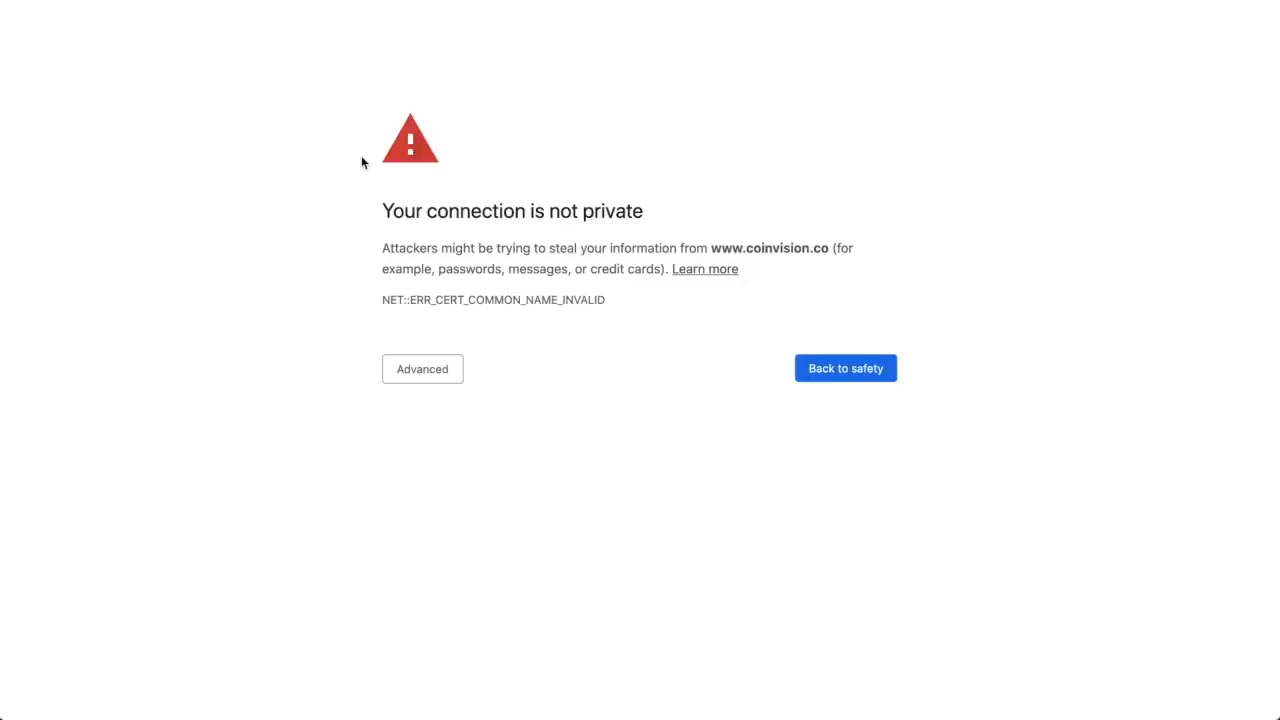 Your connection is not private
Attackers might be trying to steal your information from www.coinvision.co (for
example, passwords, messages, or credit cards). Learn more
NET::ERR_CERT_COMMON_NAME_INVALID
Advanced
Back to safety